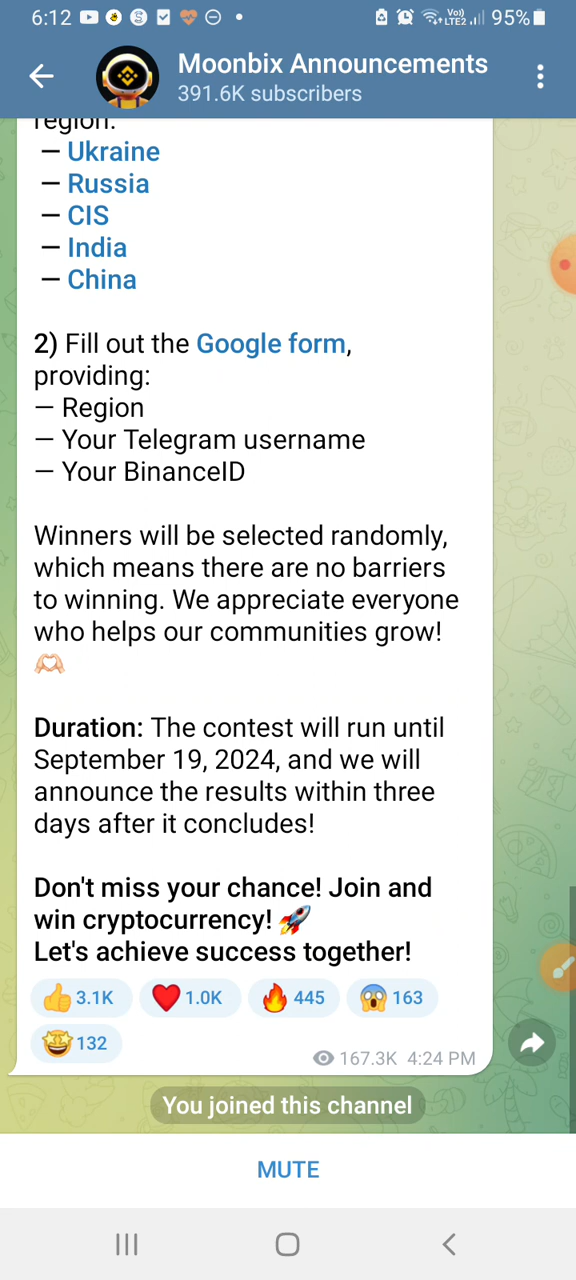 6:12
Vo))
LTE2
95%
Moonbix Announcements
391.6K subscribers
region:
— Ukraine
— Russia
— CIS
— India
— China
2) Fill out the Google form,
providing:
— Region
— Your Telegram username
— Your BinanceID
Winners will be selected randomly,
which means there are no barriers
to winning. We appreciate everyone
who helps our communities grow!
🫶🏻
Duration: The contest will run until
September 19, 2024, and we will
announce the results within three
days after it concludes!
Don't miss your chance! Join and
win cryptocurrency! 🚀
Let's achieve success together!
👍 3.1K ❤️ 1.0K 🔥 445 😱 163
🤩 132
167.3K 4:24 PM
You joined this channel
MUTE